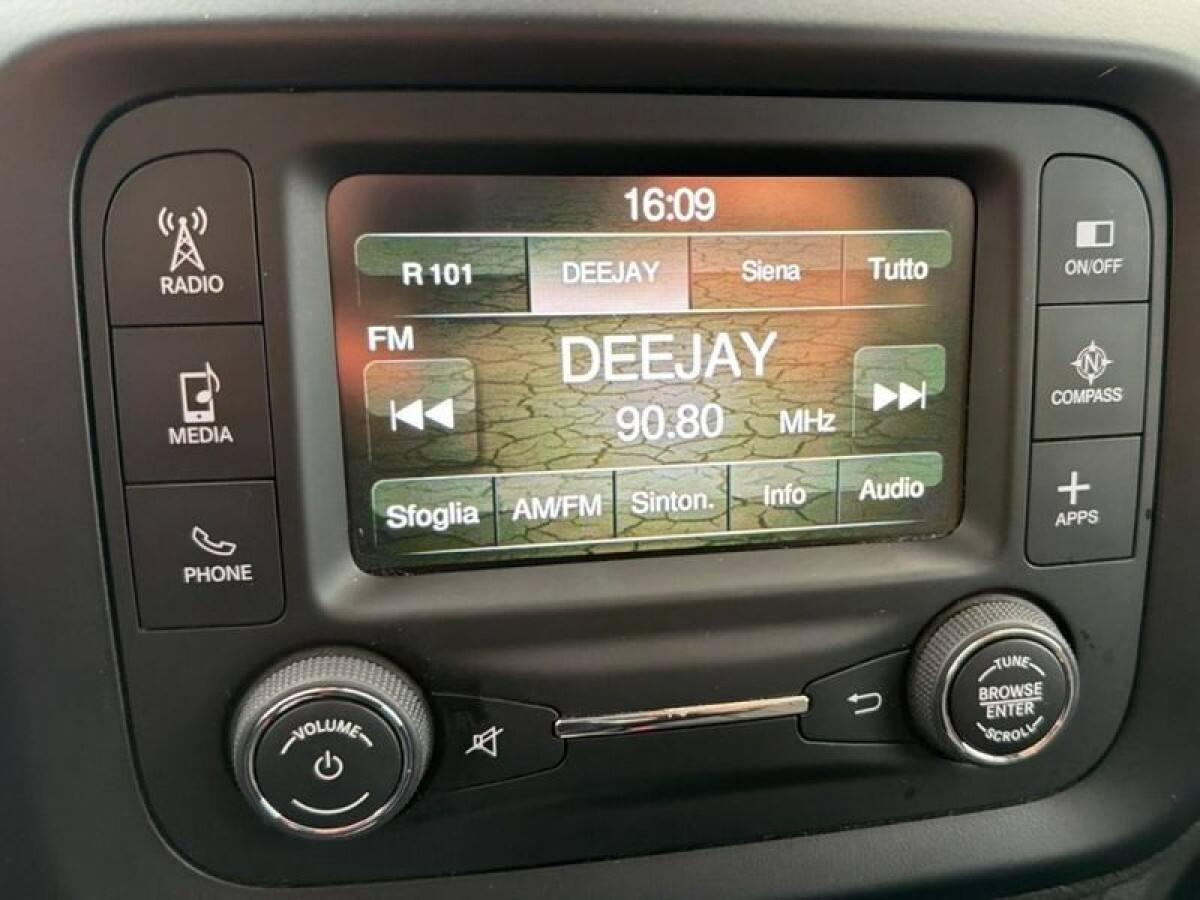 16:09
R 101 DEEJAY Siena Tutto
FM
DEEJAY
90.80 MHz
Sfoglia AM/FM Sinton. Info Audio
RADIO
MEDIA
PHONE
ON/OFF
N
COMPASS
APPS
VOLUME
TUNE
BROWSE
ENTER
SCROLL